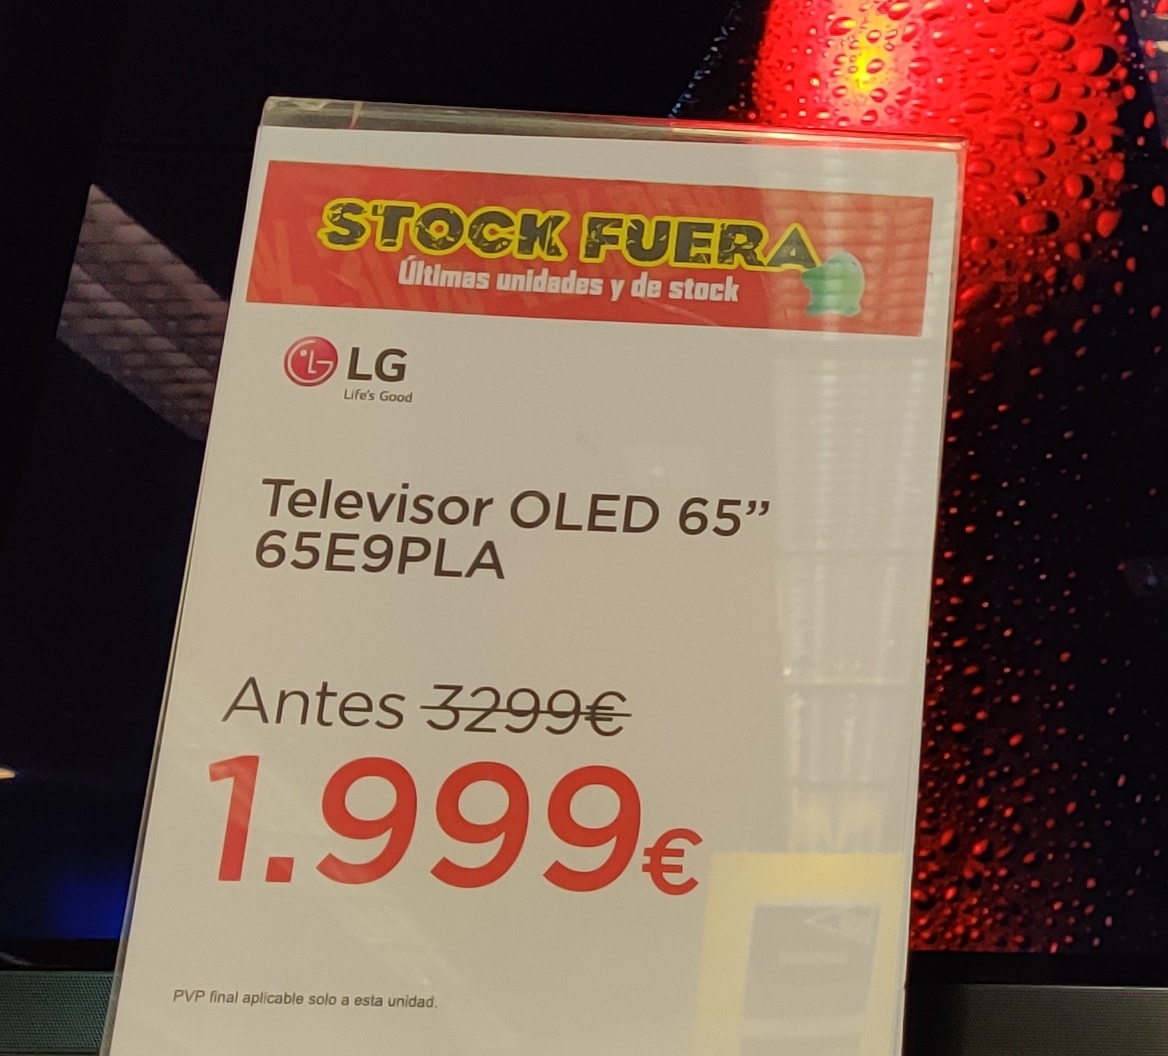 STOCK FUERA
Últimas unidades y de stock
LG
Life's Good
Televisor OLED 65”
65E9PLA
Antes 3299€
1.999€
PVP final aplicable solo a esta unidad.